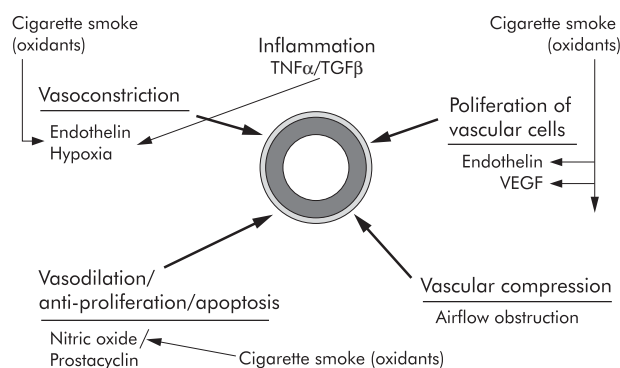 Cigarette smoke
(oxidants)
Inflammation
TNFα/TGFβ
Cigarette smoke
(oxidants)
Vasoconstriction
Endothelin
Hypoxia
Poliferation of
vascular cells
Endothelin
VEGF
Vasodilation/
anti-proliferation/apoptosis
Nitric oxide
Prostacyclin
Cigarette smoke (oxidants)
Vascular compression
Airflow obstruction